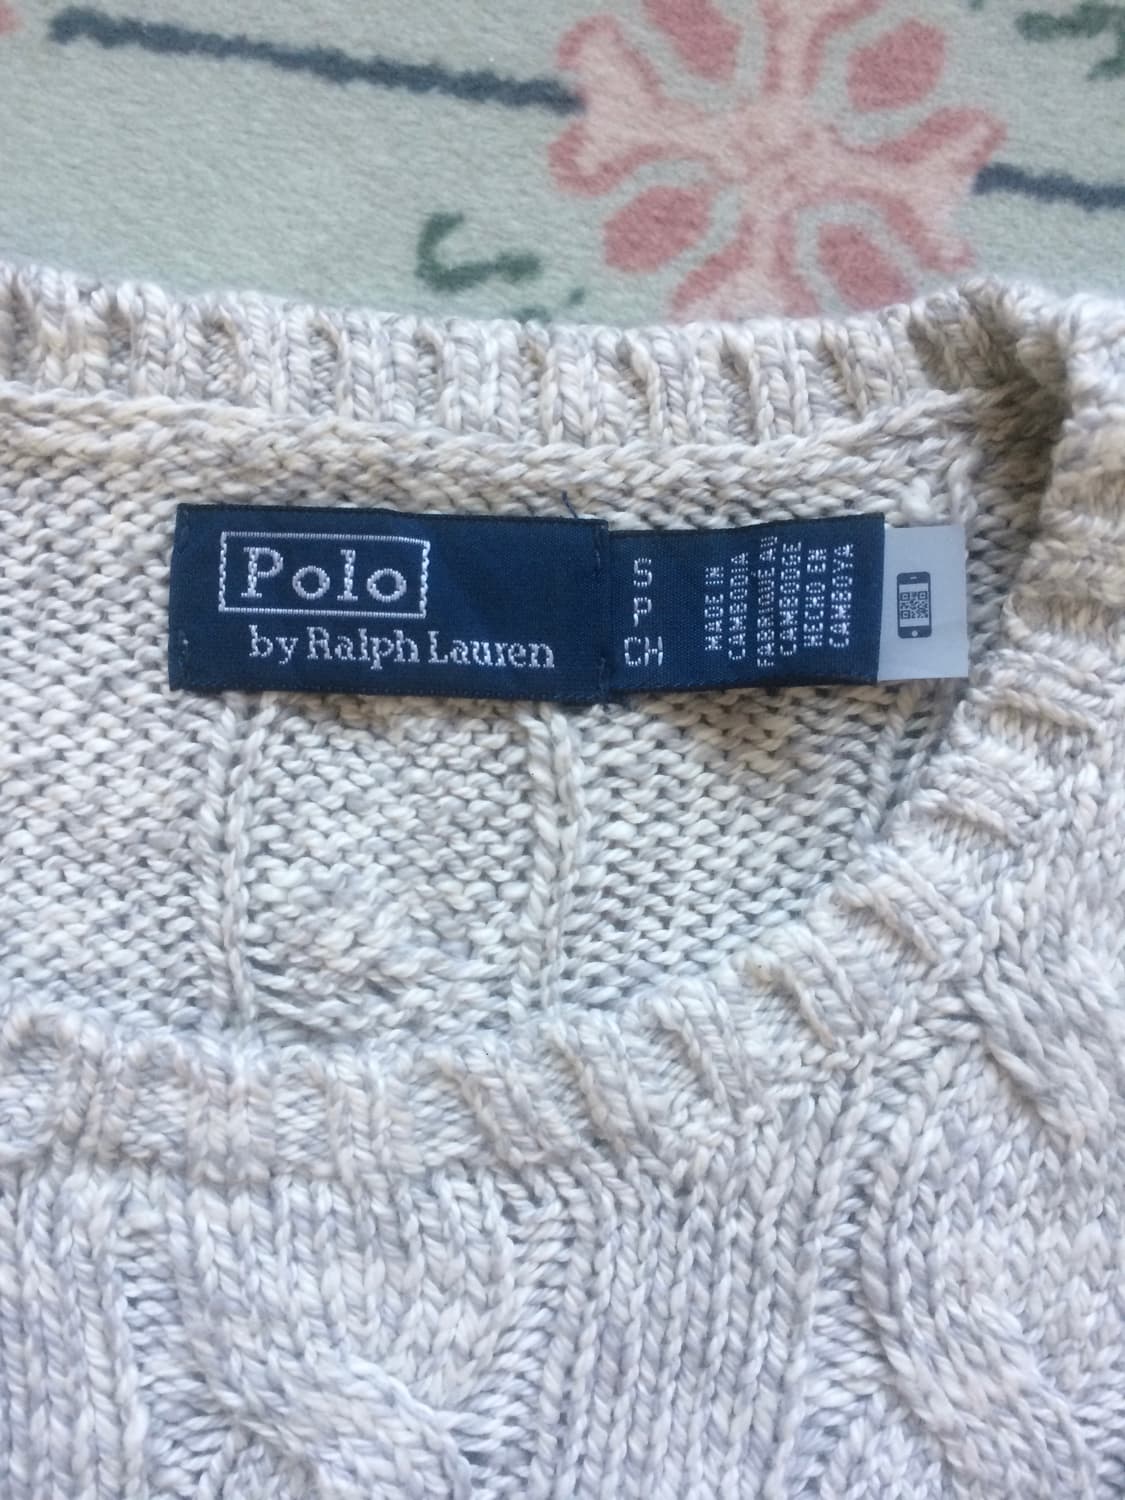 Polo
by Ralph Lauren
S
P
CH
MADE IN
CAMBODIA
FABRIQUE AU
CAMBODGE
HECHO EN
CAMBOYA